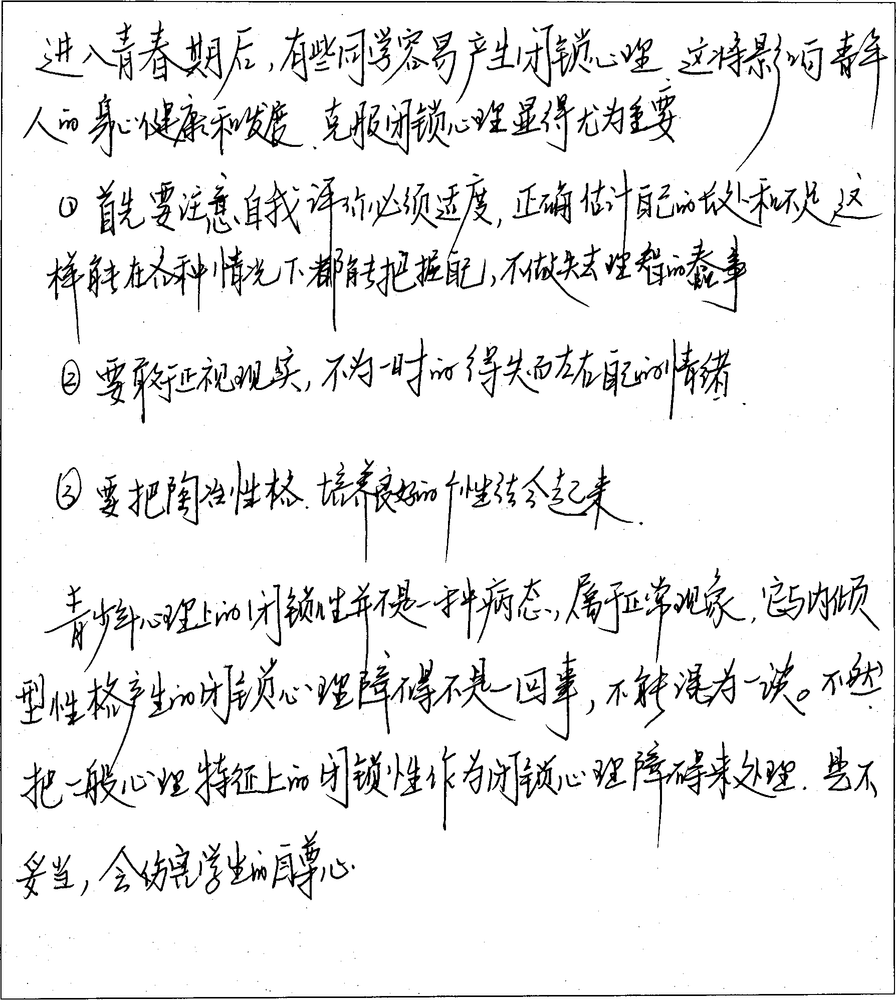 进入青春期后,有些同学容易产生闭锁心理.这将影响青年
人的身心健康和发展.克服闭锁心理显得尤为重要
① 首先要注意自我评价必须适度,正确估计自己的长处和不足.这
样能在各种情况下都能把握自己,不做失去理智的蠢事
② 要敢于正视现实,不为一时的得失而左右自己的情绪.
③ 要把陶冶性格.培养良好的个性结合起来.
青少年心理上的闭锁性并不是一种病态,属于正常现象,它与内倾
型性格产生的闭锁心理障碍不是一回事,不能混为一谈。不然.
把一般心理特征上的闭锁性作为闭锁心理障碍来处理.是不
妥当,会伤害学生的自尊心.